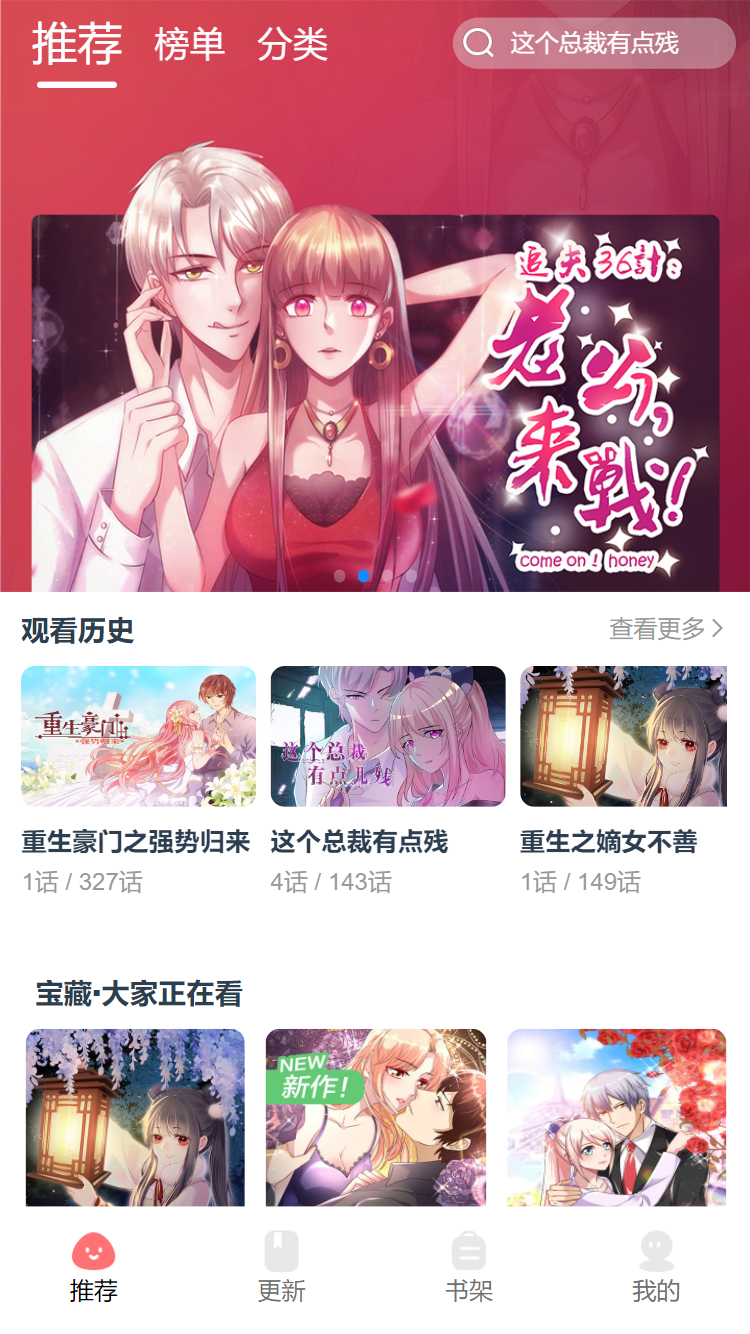 推荐 榜单 分类 这个总裁有点残
追夫36計:
老公,
来戰!
come on! honey
观看历史 查看更多
重生豪门
强势归来
这个总裁
有点儿残
重生豪门之强势归来 这个总裁有点残 重生之嫡女不善
1话 / 327话 4话 / 143话 1话 / 149话
宝藏·大家正在看
NEW
新作!
推荐 更新 书架 我的